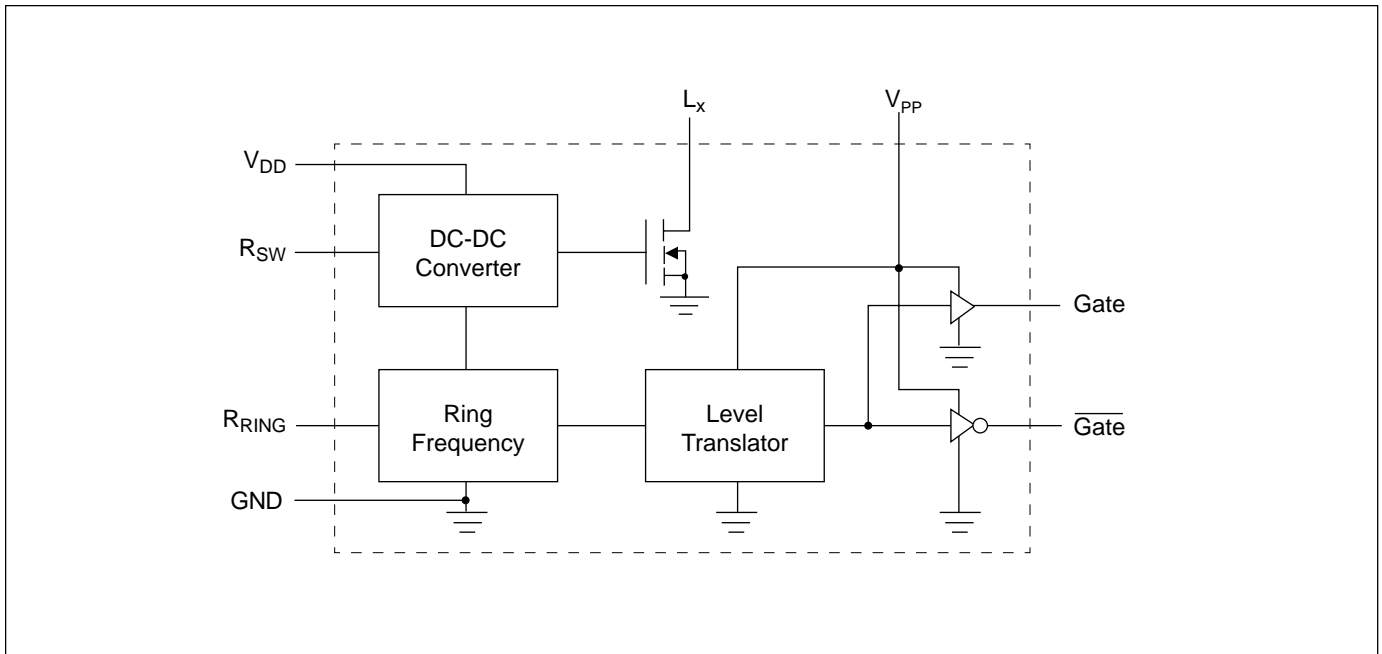 Lx
VPP
VDD
RSW
DC-DC
Converter
Gate
RRING
Ring
Frequency
Level
Translator
Gate
GND